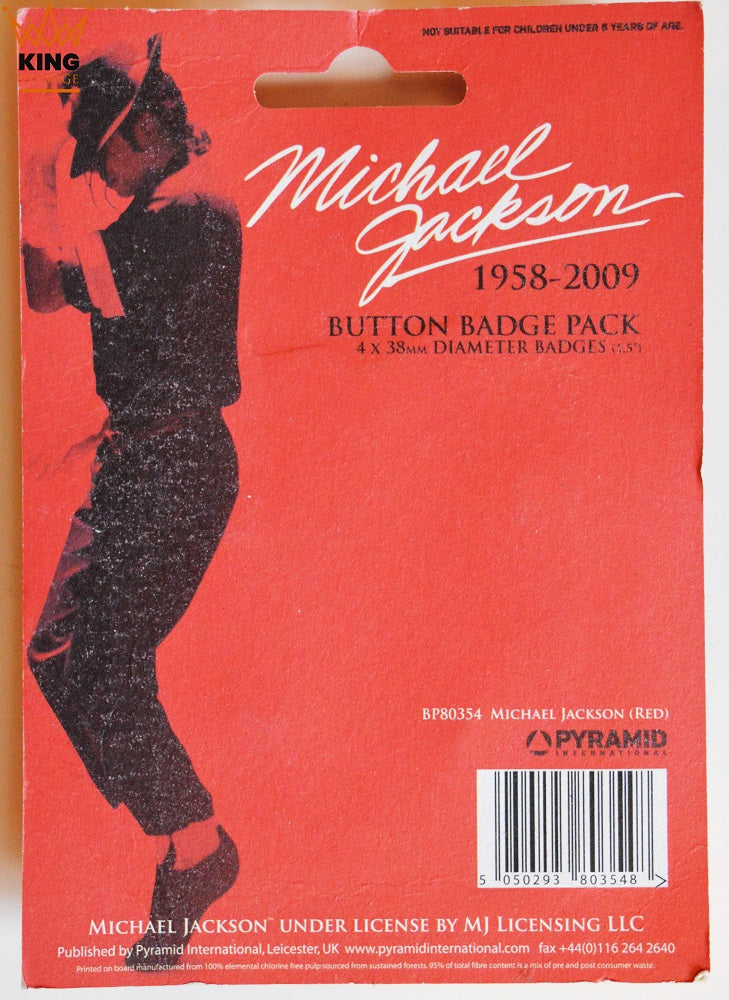 KING
NOT SUITABLE FOR CHILDREN UNDER 5 YEARS OF AGE.
Michael
Jackson
1958-2009
BUTTON BADGE PACK
4 X 38MM DIAMETER BADGES (1.5")
BP80354 MICHAEL JACKSON (RED)
PYRAMID
INTERNATIONAL
5 050293 803548 >
MICHAEL JACKSON™ UNDER LICENSE BY MJ LICENSING LLC
Published by Pyramid International, Leicester, UK www.pyramidinternational.com fax +44(0)116 264 2640
Printed on board manufactured from 100% elemental chlorine free pulp sourced from sustained forests. 95% of total fibre content is a mix of pre and post consumer waste.